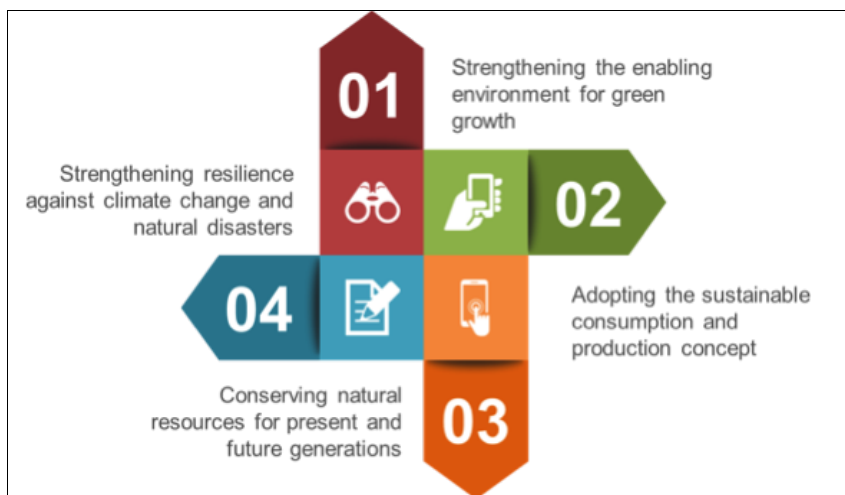 01
Strengthening the enabling
environment for green
growth
02
Adopting the sustainable
consumption and
production concept
03
Conserving natural
resources for present and
future generations
04
Strengthening resilience
against climate change and
natural disasters